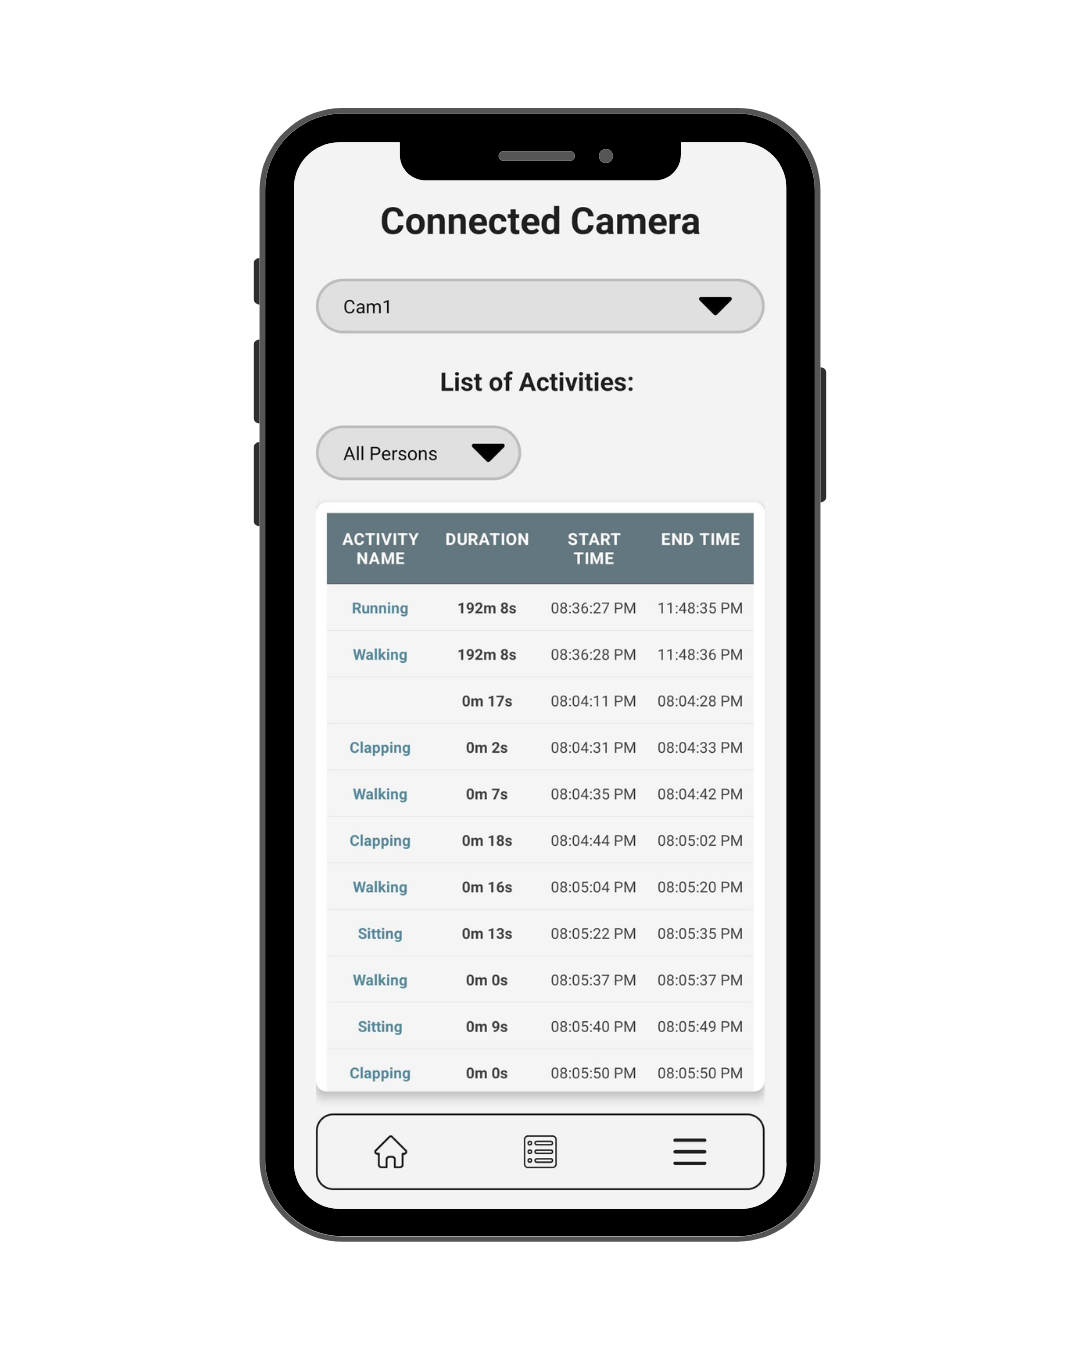 Connected Camera
Cam1
List of Activities:
All Persons
ACTIVITY NAME DURATION START TIME END TIME
Running 192m 8s 08:36:27 PM 11:48:35 PM
Walking 192m 8s 08:36:28 PM 11:48:36 PM
0m 17s 08:04:11 PM 08:04:28 PM
Clapping 0m 2s 08:04:31 PM 08:04:33 PM
Walking 0m 7s 08:04:35 PM 08:04:42 PM
Clapping 0m 18s 08:04:44 PM 08:05:02 PM
Walking 0m 16s 08:05:04 PM 08:05:20 PM
Sitting 0m 13s 08:05:22 PM 08:05:35 PM
Walking 0m 0s 08:05:37 PM 08:05:37 PM
Sitting 0m 9s 08:05:40 PM 08:05:49 PM
Clapping 0m 0s 08:05:50 PM 08:05:50 PM